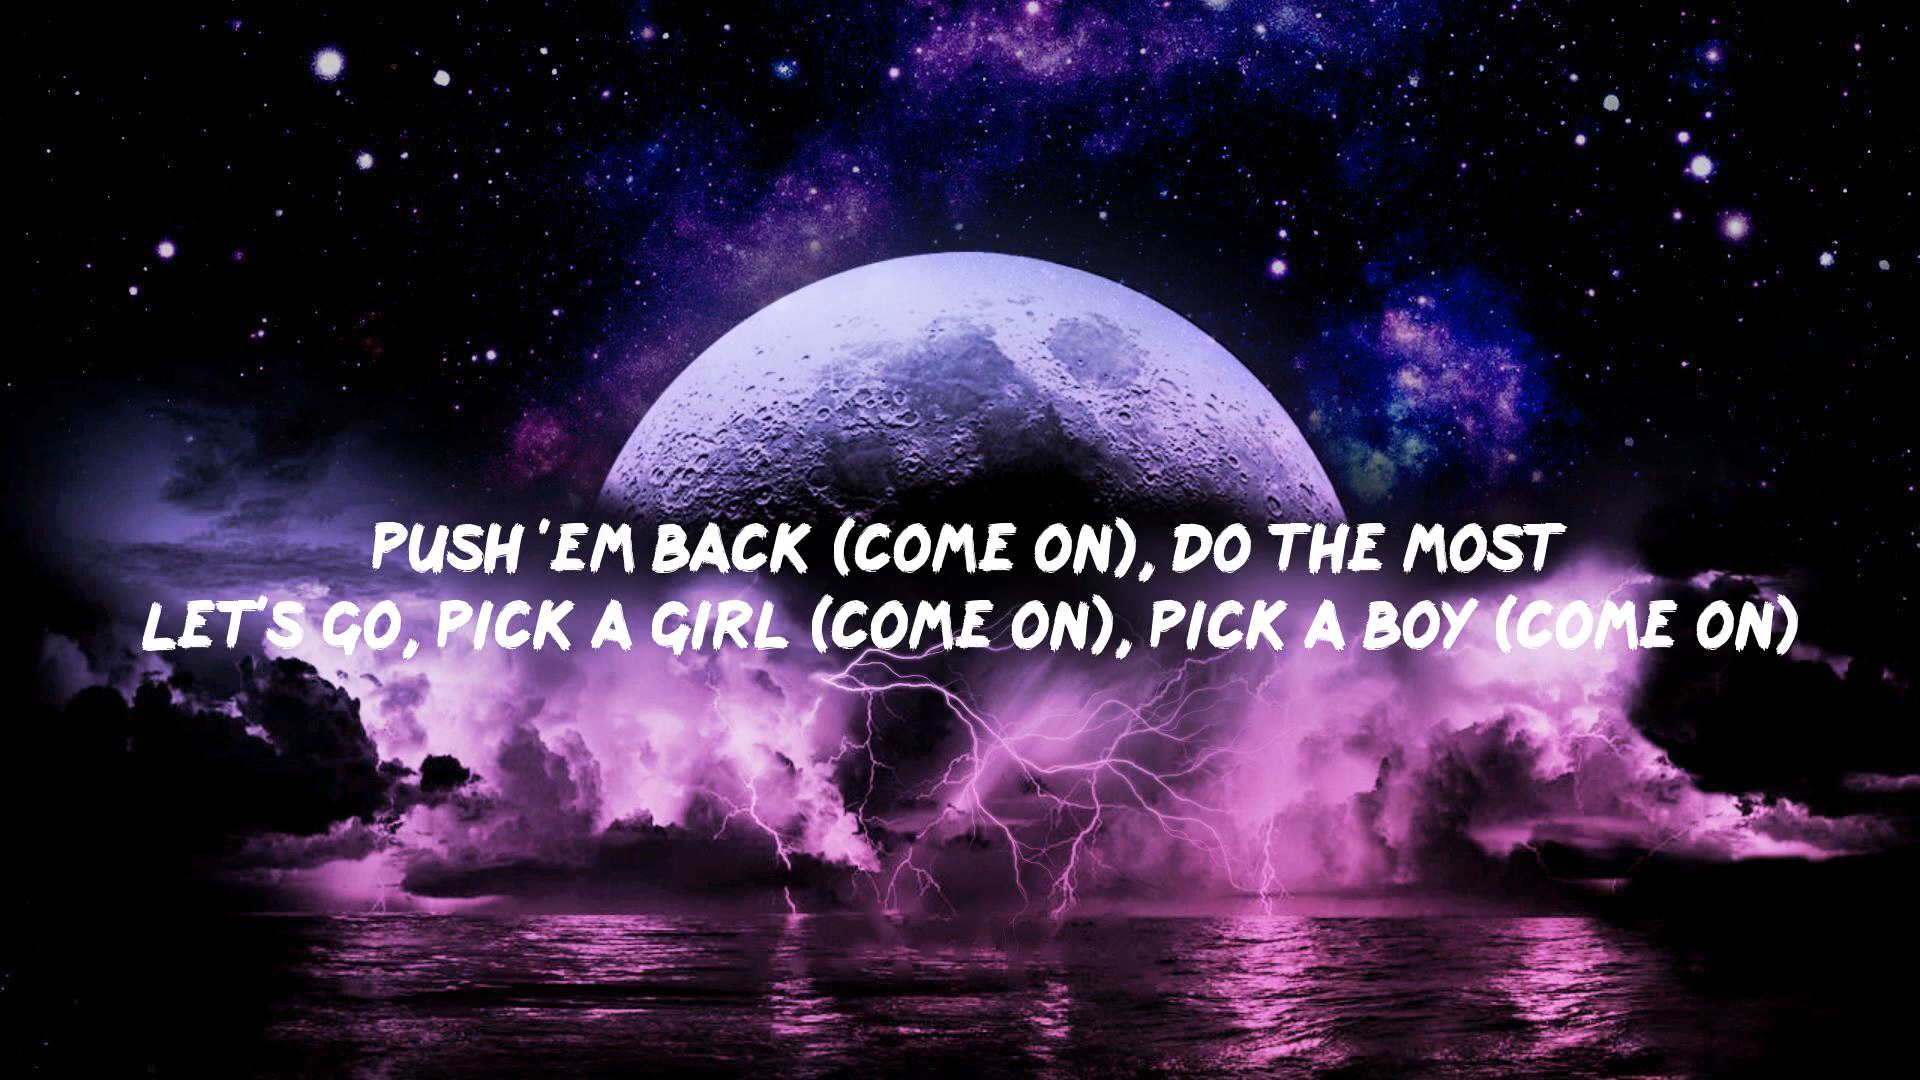 PUSH 'EM BACK (COME ON), DO THE MOST
LET'S GO, PICK A GIRL (COME ON), PICK A BOY (COME ON)